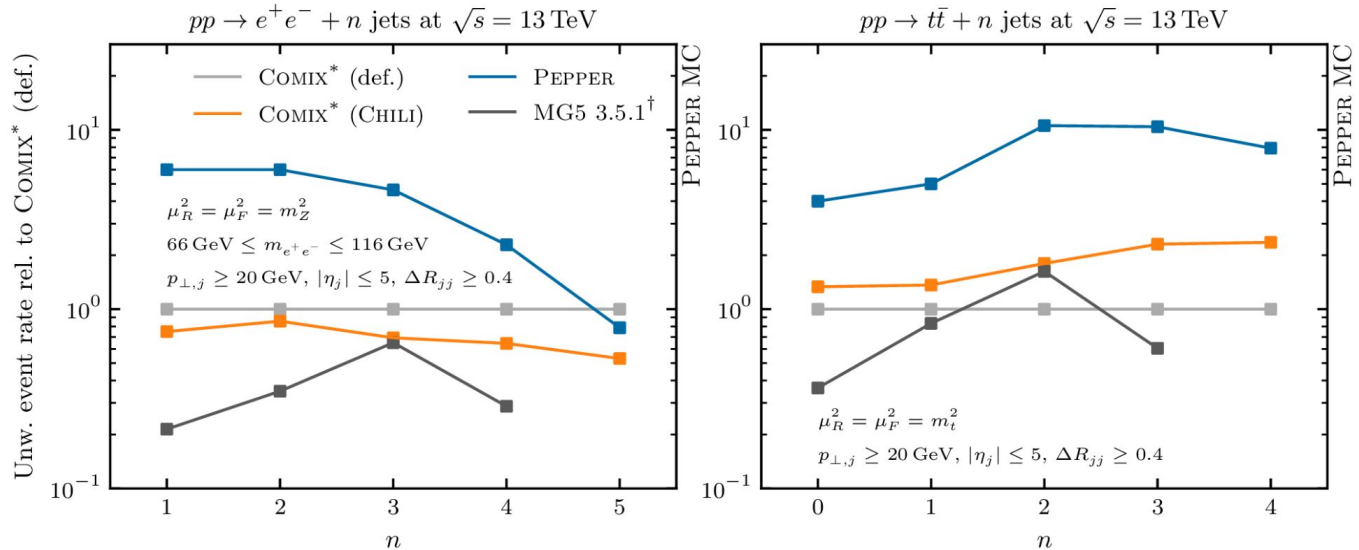 pp → e⁺e⁻ + n jets at √s = 13 TeV
Unw. event rate rel. to COMIX* (def.)
COMIX* (def.)
COMIX* (CHILI)
PEPPER
MG5 3.5.1†
μ²_R = μ²_F = m²_Z
66 GeV ≤ m_{e⁺e⁻} ≤ 116 GeV
p_{⊥,j} ≥ 20 GeV, |η_j| ≤ 5, ΔR_{jj} ≥ 0.4
10¹
10⁰
10⁻¹
1 2 3 4 5
n
PEPPER MC
pp → tt̄ + n jets at √s = 13 TeV
μ²_R = μ²_F = m²_t
p_{⊥,j} ≥ 20 GeV, |η_j| ≤ 5, ΔR_{jj} ≥ 0.4
10¹
10⁰
10⁻¹
0 1 2 3 4
n
PEPPER MC